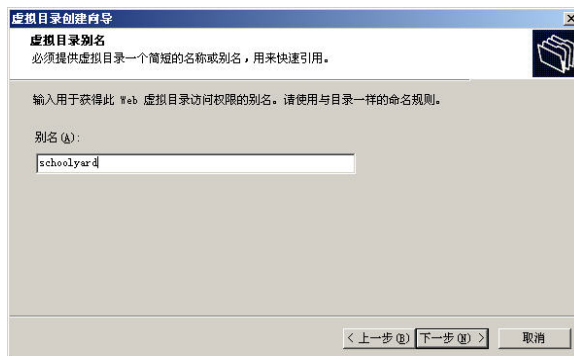 虚拟目录创建向导
虚拟目录别名
必须提供虚拟目录一个简短的名称或别名，用来快速引用。
输入用于获得此 Web 虚拟目录访问权限的别名。请使用与目录一样的命名规则。
别名(A):
schoolyard
< 上一步(B) 下一步(N) > 取消